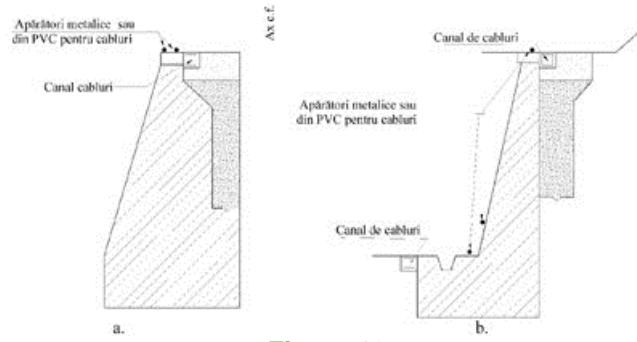 Apărători metalice sau
din PVC pentru cabluri
Canal cabluri
a.
Ax c.f.
Canal de cabluri
Apărători metalice sau
din PVC pentru cabluri
Canal de cabluri
b.